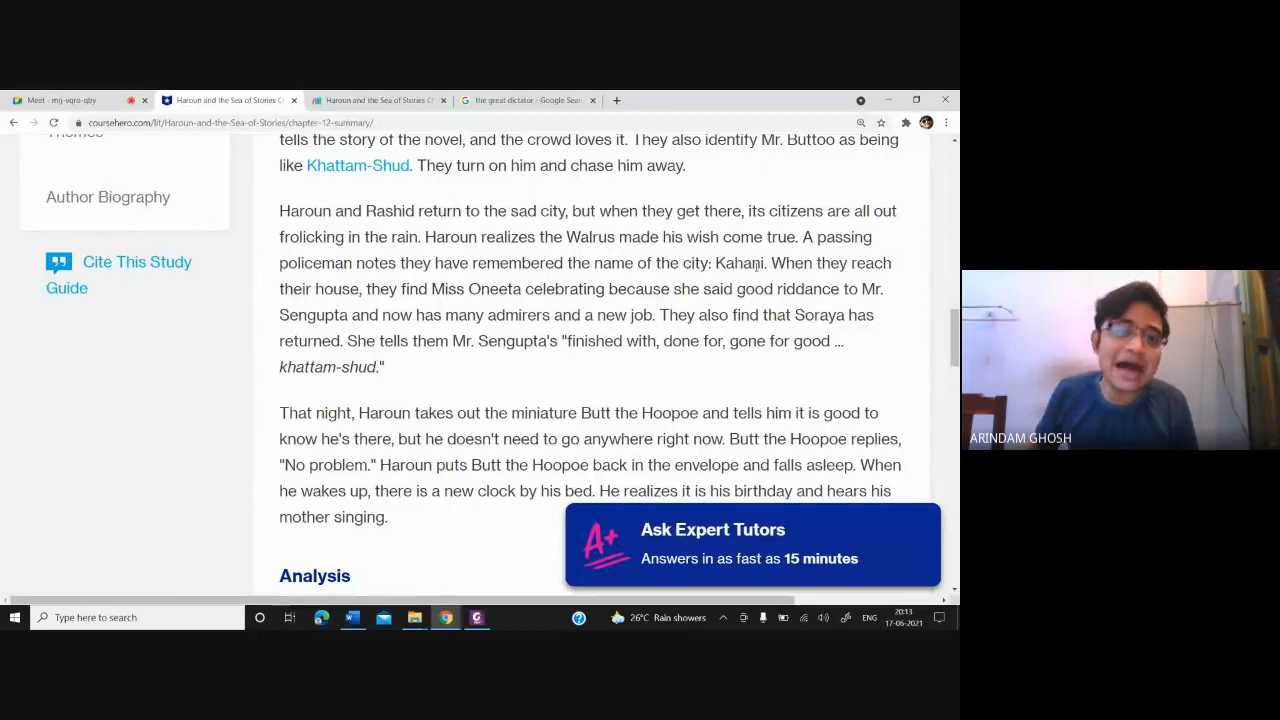 Meet - mrj-vqro-qby
Haroun and the Sea of Stories C
Haroun and the Sea of Stories C
the great dictator - Google Sear
coursehero.com/lit/Haroun-and-the-Sea-of-Stories/chapter-12-summary/
Themes
Author Biography
Cite This Study
Guide
tells the story of the novel, and the crowd loves it. They also identify Mr. Buttoo as being
like Khattam-Shud. They turn on him and chase him away.
Haroun and Rashid return to the sad city, but when they get there, its citizens are all out
frolicking in the rain. Haroun realizes the Walrus made his wish come true. A passing
policeman notes they have remembered the name of the city: Kahani. When they reach
their house, they find Miss Oneeta celebrating because she said good riddance to Mr.
Sengupta and now has many admirers and a new job. They also find that Soraya has
returned. She tells them Mr. Sengupta's "finished with, done for, gone for good ...
khattam-shud."
That night, Haroun takes out the miniature Butt the Hoopoe and tells him it is good to
know he's there, but he doesn't need to go anywhere right now. Butt the Hoopoe replies,
"No problem." Haroun puts Butt the Hoopoe back in the envelope and falls asleep. When
he wakes up, there is a new clock by his bed. He realizes it is his birthday and hears his
mother singing.
Analysis
A+
Ask Expert Tutors
Answers in as fast as 15 minutes
ARINDAM GHOSH
Type here to search
26°C Rain showers
ENG
20:13
17-06-2021